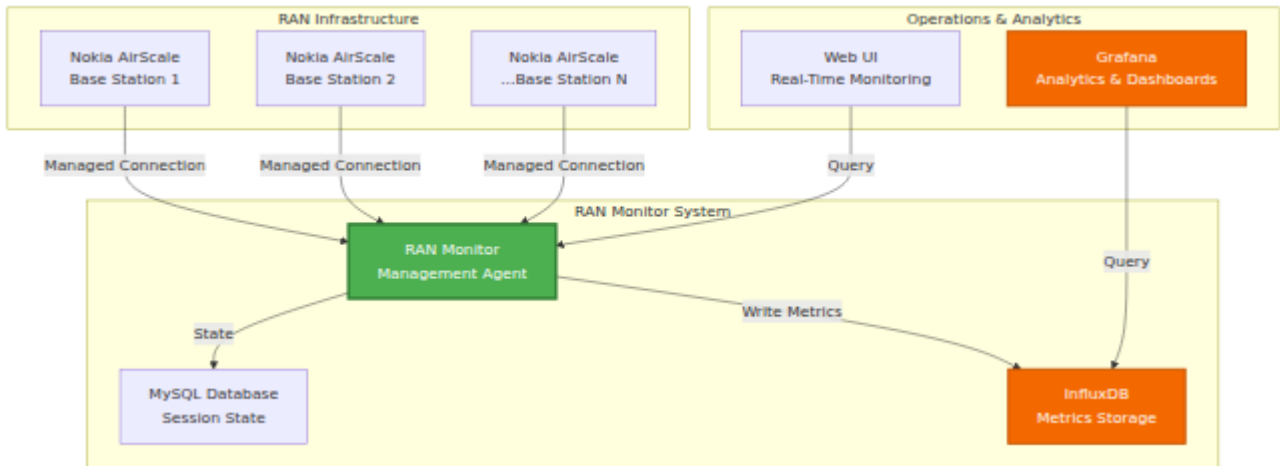 RAN Infrastructure
Operations & Analytics
Nokia AirScale
Base Station 1
Nokia AirScale
Base Station 2
Nokia AirScale
...Base Station N
Web UI
Real-Time Monitoring
Grafana
Analytics & Dashboards
Managed Connection
Managed Connection
Managed Connection
Query
RAN Monitor System
RAN Monitor
Management Agent
Query
Write Metrics
State
MySQL Database
Session State
InfluxDB
Metrics Storage